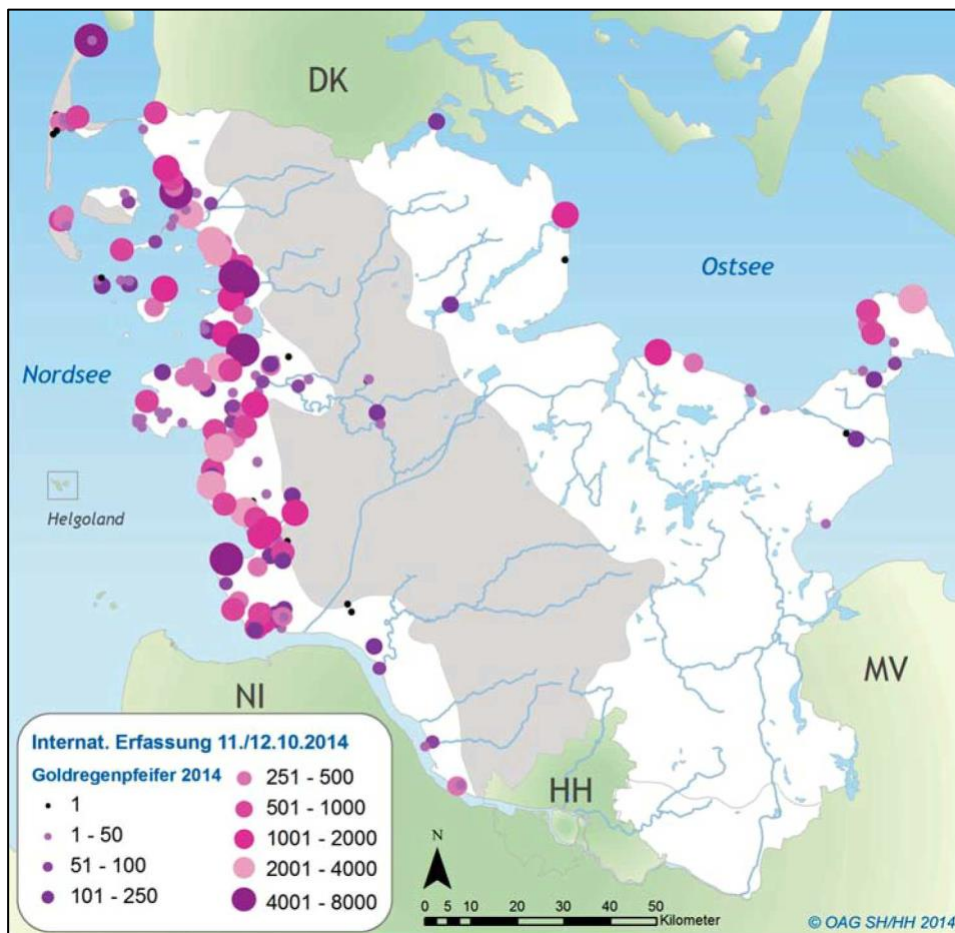 DK
Ostsee
Nordsee
Helgoland
MV
NI
HH
Internat. Erfassung 11./12.10.2014
Goldregenpfeifer 2014
1
1 - 50
51 - 100
101 - 250
251 - 500
501 - 1000
1001 - 2000
2001 - 4000
4001 - 8000
N
0 5 10 20 30 40 50
Kilometer
© OAG SH/HH 2014